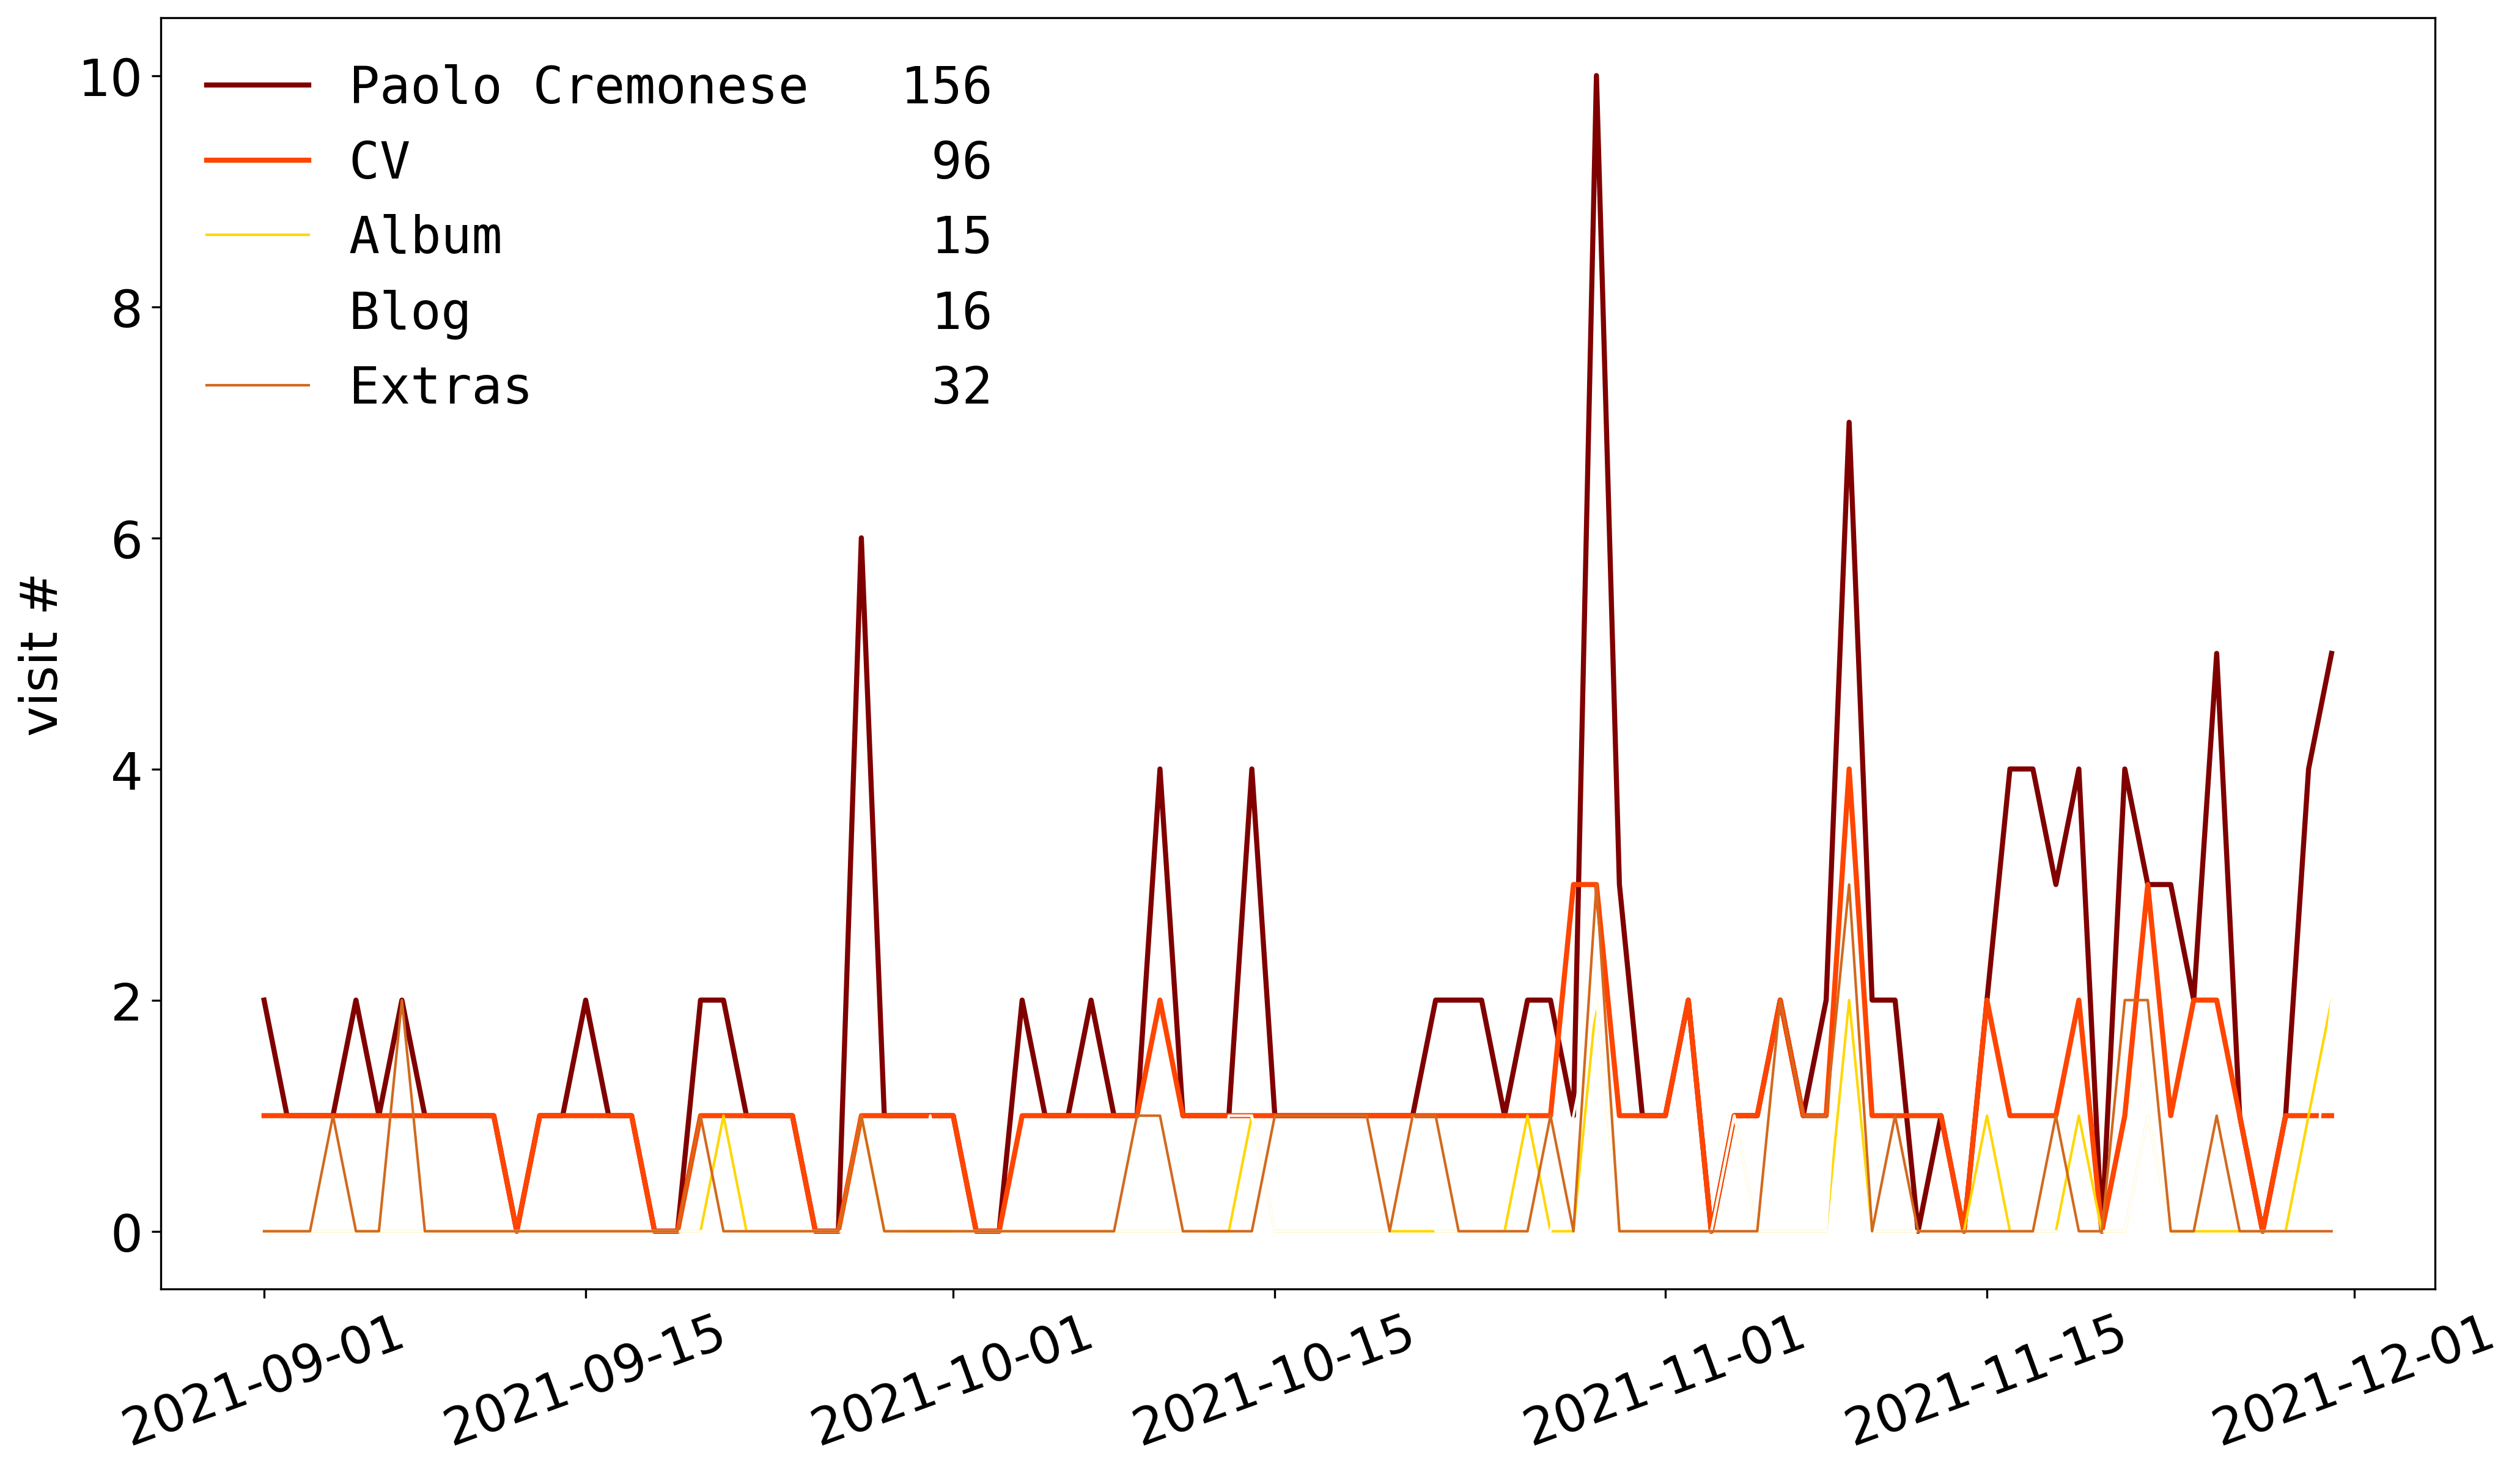 visit #
10
8
6
4
2
0
Paolo Cremonese 156
CV 96
Album 15
Blog 16
Extras 32
2021-09-01
2021-09-15
2021-10-01
2021-10-15
2021-11-01
2021-11-15
2021-12-01